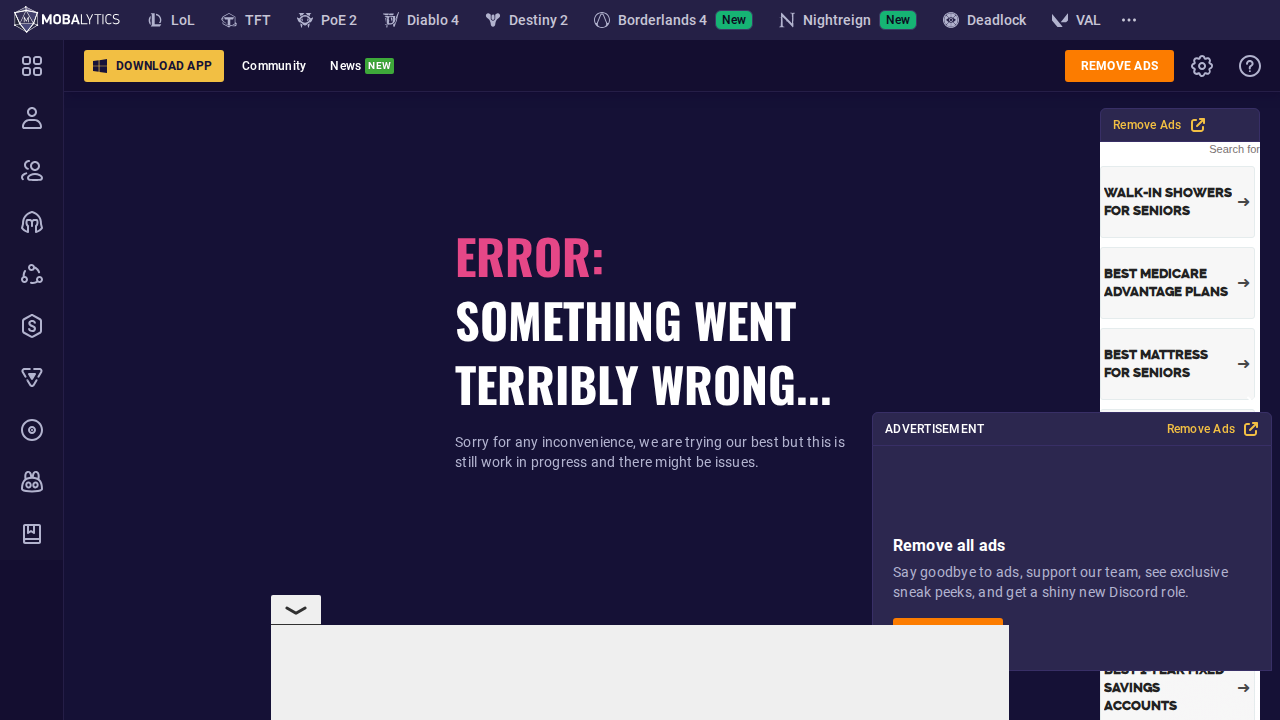 MOBALYTICS
LoL
TFT
PoE 2
Diablo 4
Destiny 2
Borderlands 4 New
Nightreign New
Deadlock
VAL
DOWNLOAD APP
Community
News NEW
REMOVE ADS
Remove Ads
Search for
WALK-IN SHOWERS
FOR SENIORS
BEST MEDICARE
ADVANTAGE PLANS
BEST MATTRESS
FOR SENIORS
ERROR:
SOMETHING WENT
TERRIBLY WRONG...
Sorry for any inconvenience, we are trying our best but this is
still work in progress and there might be issues.
ADVERTISEMENT
Remove Ads
Remove all ads
Say goodbye to ads, support our team, see exclusive
sneak peeks, and get a shiny new Discord role.
BEST 1-YEAR FIXED
SAVINGS
ACCOUNTS